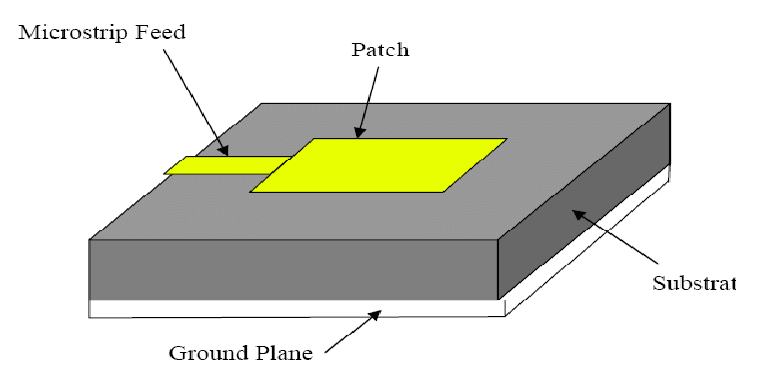 Microstrip Feed
Patch
Substrat
Ground Plane